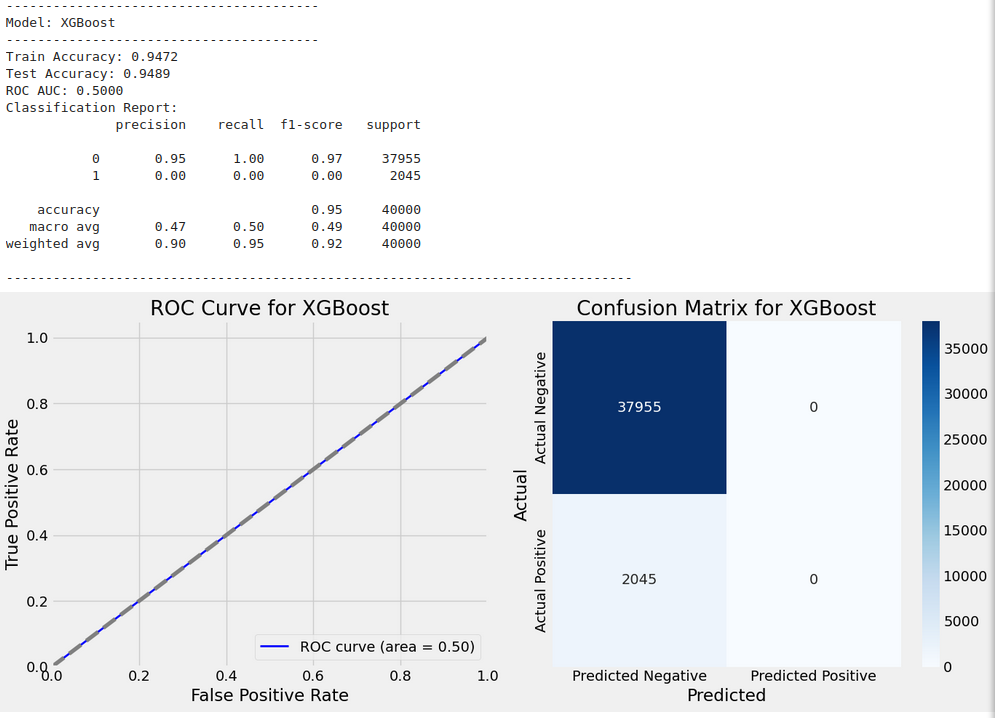 ----------------------------------------
Model: XGBoost
----------------------------------------
Train Accuracy: 0.9472
Test Accuracy: 0.9489
ROC AUC: 0.5000
Classification Report:
              precision    recall  f1-score   support

           0       0.95      1.00      0.97     37955
           1       0.00      0.00      0.00      2045

    accuracy                           0.95     40000
   macro avg       0.47      0.50      0.49     40000
weighted avg       0.90      0.95      0.92     40000

--------------------------------------------------------------------------------
ROC Curve for XGBoost
True Positive Rate
1.0
0.8
0.6
0.4
0.2
0.0
0.0 0.2 0.4 0.6 0.8 1.0
False Positive Rate
ROC curve (area = 0.50)
Confusion Matrix for XGBoost
Actual
Actual Negative
37955 0
Actual Positive
2045 0
Predicted Negative Predicted Positive
Predicted
35000
30000
25000
20000
15000
10000
5000
0